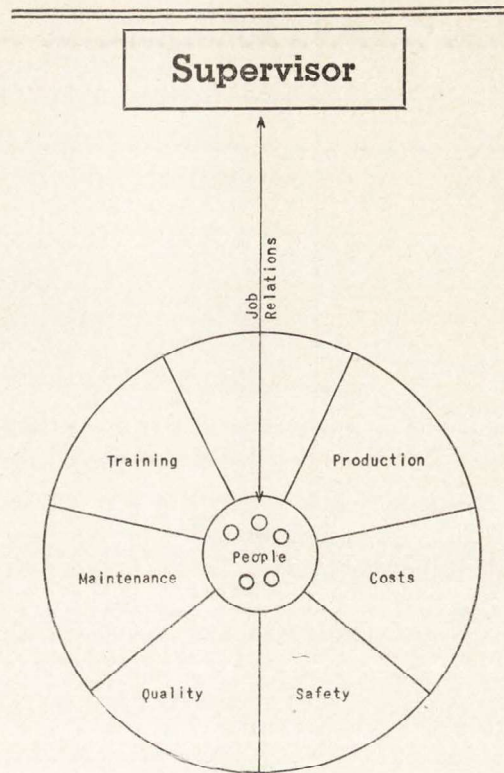 Supervisor
Job
Relations
Training
Production
People
Maintenance
Costs
Quality
Safety